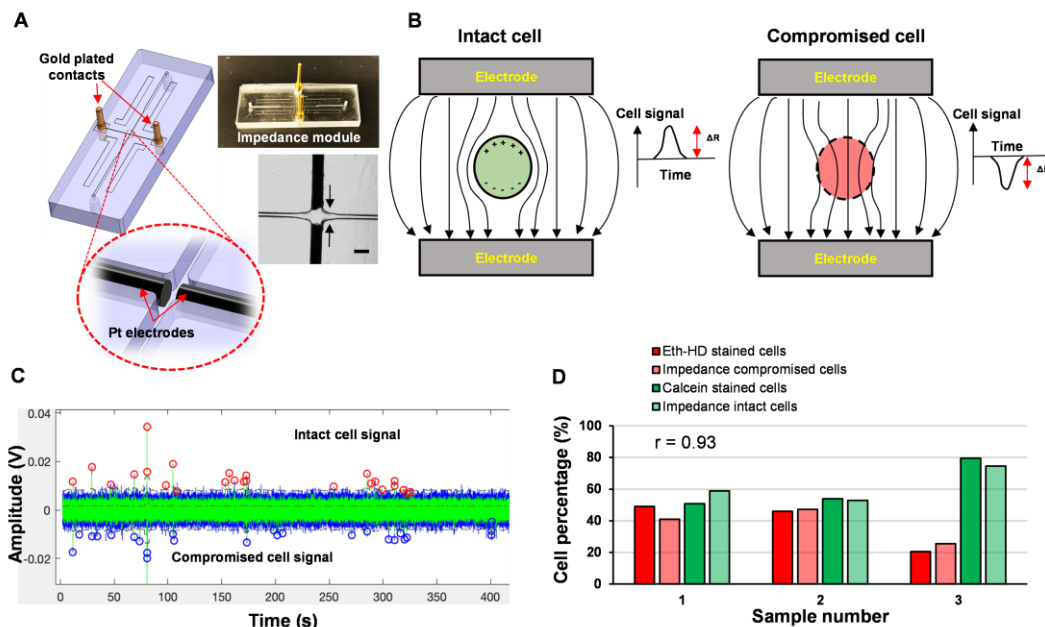 A
Gold plated
contacts
Impedance module
Pt electrodes
B
Intact cell
Electrode
+ + + + +
- - - - -
Electrode
Cell signal
ΔR
Time
Compromised cell
Electrode
Electrode
Cell signal
Time
ΔR
C
Amplitude (V)
0.04
0.02
0
-0.02
Intact cell signal
Compromised cell signal
0
50
100
150
200
250
300
350
400
Time (s)
D
Eth-HD stained cells
Impedance compromised cells
Calcein stained cells
Impedance intact cells
Cell percentage (%)
100
80
60
40
20
0
r = 0.93
1
2
3
Sample number